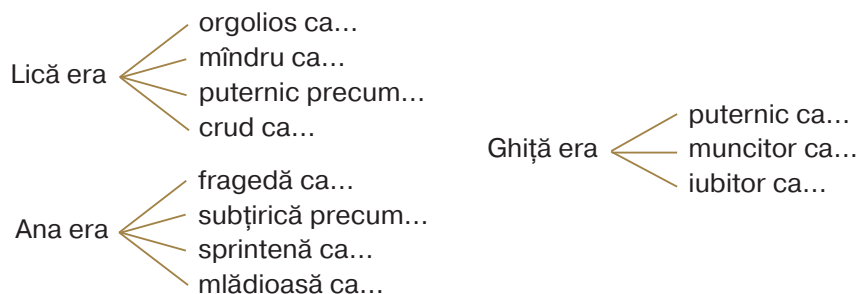 Lică era
orgolios ca...
mîndru ca...
puternic precum...
crud ca...
Ana era
fragedă ca...
subțirică precum...
sprintenă ca...
mlădioasă ca...
Ghiță era
puternic ca...
muncitor ca...
iubitor ca...